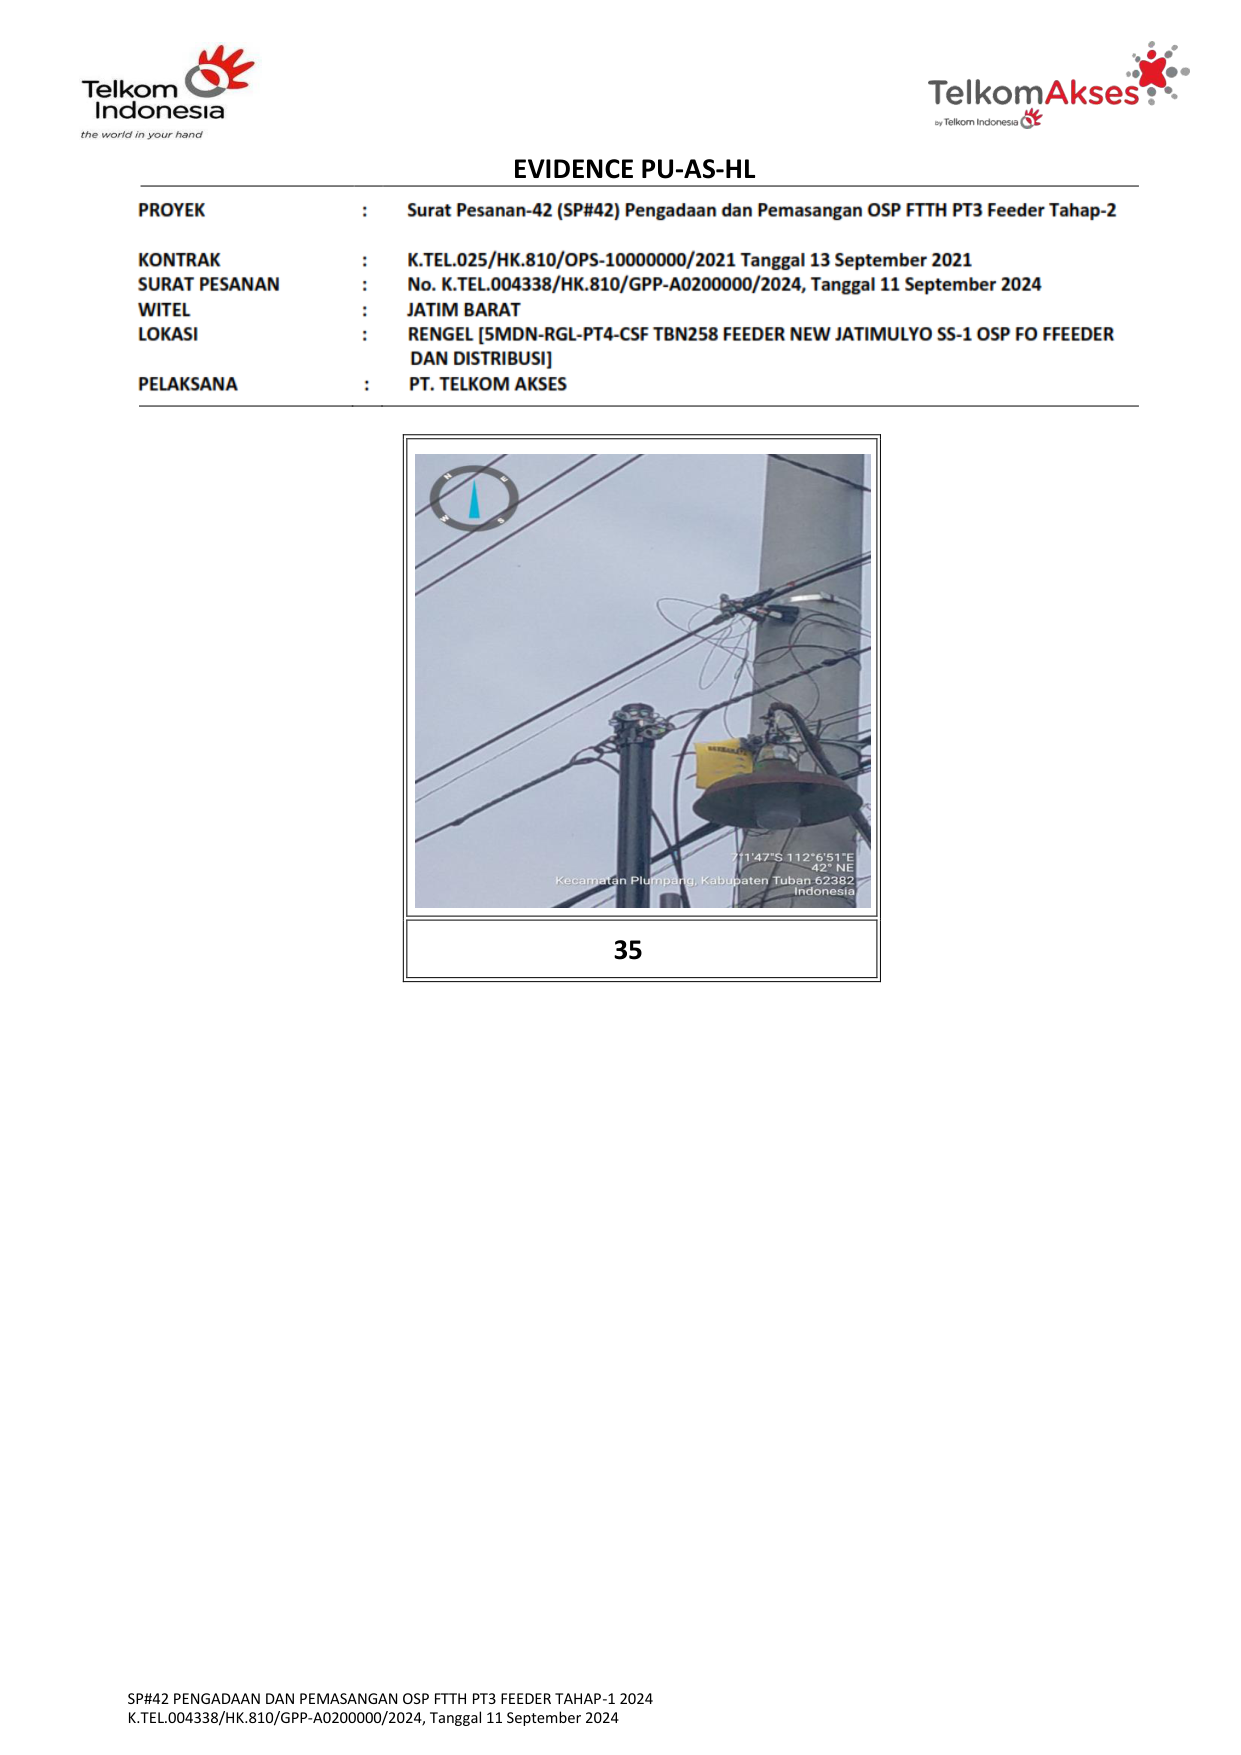 Telkom
Indonesia
the world in your hand
TelkomAkses
by Telkom Indonesia
EVIDENCE PU-AS-HL
PROYEK : Surat Pesanan-42 (SP#42) Pengadaan dan Pemasangan OSP FTTH PT3 Feeder Tahap-2
KONTRAK : K.TEL.025/HK.810/OPS-10000000/2021 Tanggal 13 September 2021
SURAT PESANAN : No. K.TEL.004338/HK.810/GPP-A0200000/2024, Tanggal 11 September 2024
WITEL : JATIM BARAT
LOKASI : RENGEL [5MDN-RGL-PT4-CSF TBN258 FEEDER NEW JATIMULYO SS-1 OSP FO FFEEDER
DAN DISTRIBUSI]
PELAKSANA : PT. TELKOM AKSES
7°1'47"S 112°6'51"E
42° NE
Kecamatan Plumpang, Kabupaten Tuban 62382
Indonesia
35
SP#42 PENGADAAN DAN PEMASANGAN OSP FTTH PT3 FEEDER TAHAP-1 2024
K.TEL.004338/HK.810/GPP-A0200000/2024, Tanggal 11 September 2024